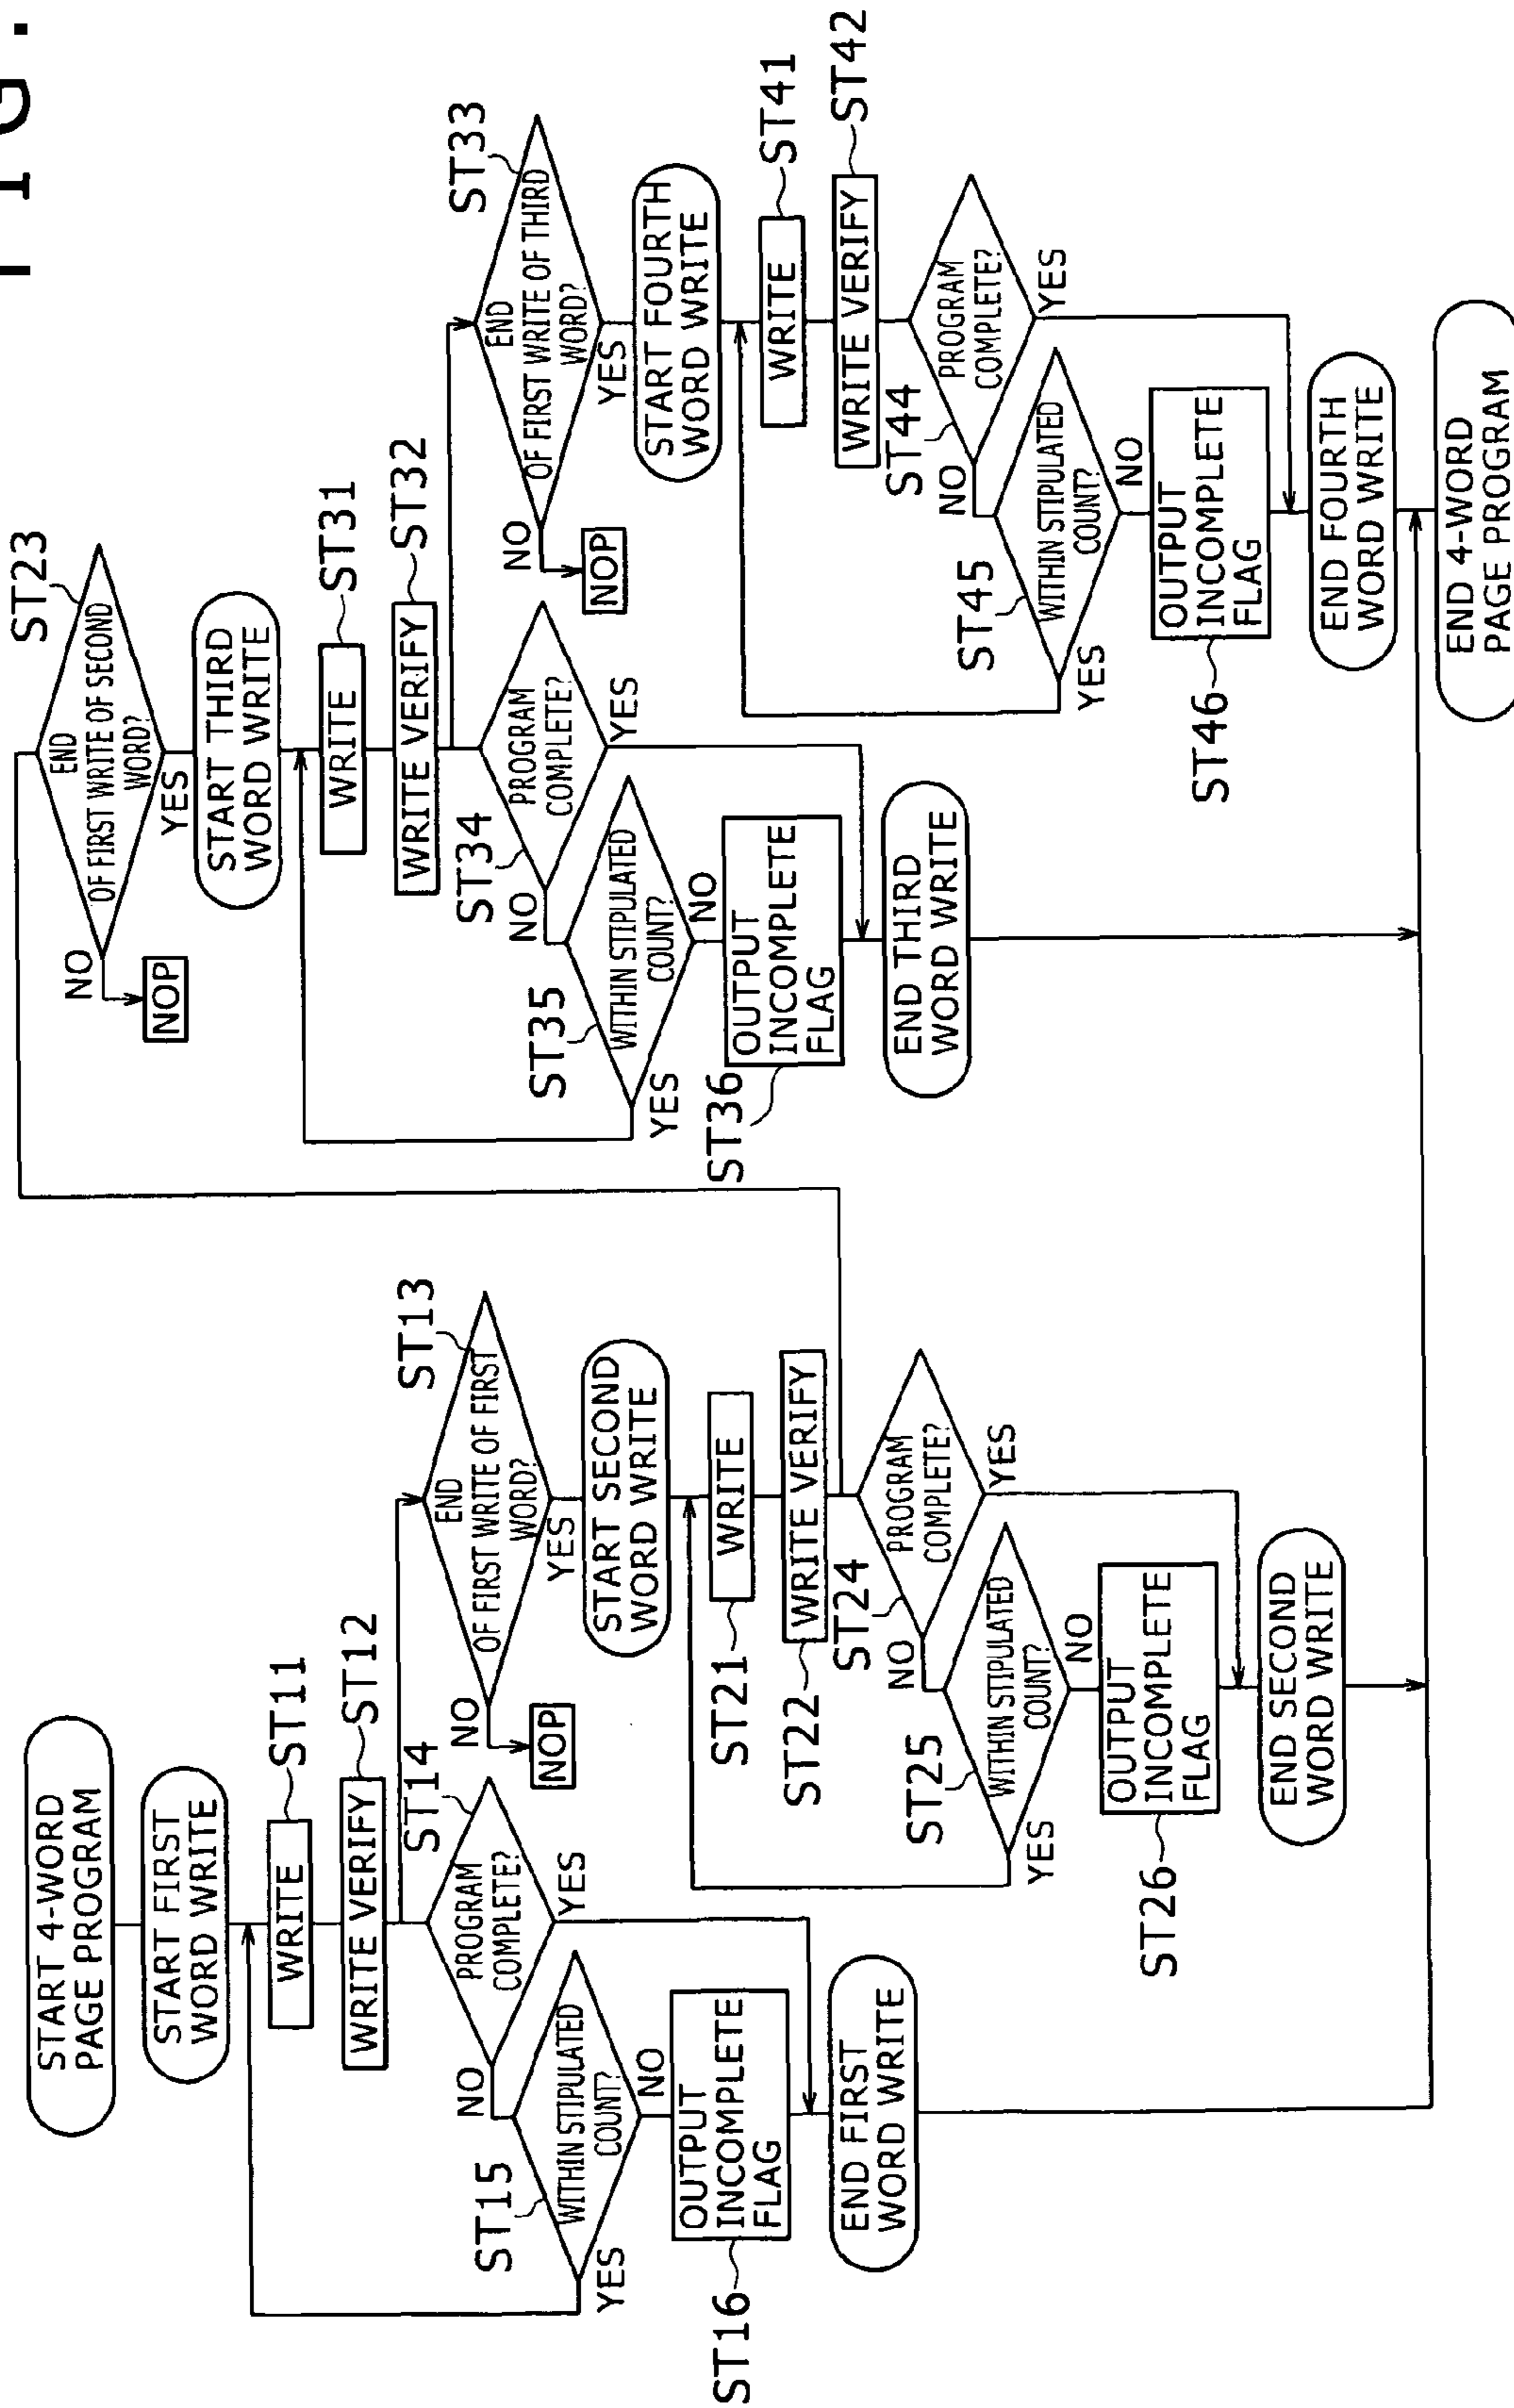 FIG.
START 4-WORD
PAGE PROGRAM
START FIRST
WORD WRITE
WRITE
ST11
WRITE VERIFY
ST12
ST14
PROGRAM
COMPLETE?
NO
YES
ST15
WITHIN STIPULATED
COUNT?
YES
NO
ST16
OUTPUT
INCOMPLETE
FLAG
END FIRST
WORD WRITE
ST13
END
OF FIRST WRITE OF FIRST
WORD?
NO
NOP
YES
START SECOND
WORD WRITE
ST21
WRITE
ST22
WRITE VERIFY
ST24
PROGRAM
COMPLETE?
NO
YES
ST25
WITHIN STIPULATED
COUNT?
YES
NO
ST26
OUTPUT
INCOMPLETE
FLAG
END SECOND
WORD WRITE
ST23
END
OF FIRST WRITE OF SECOND
WORD?
NO
NOP
YES
START THIRD
WORD WRITE
WRITE
ST31
WRITE VERIFY
ST32
ST34
PROGRAM
COMPLETE?
NO
YES
ST35
WITHIN STIPULATED
COUNT?
YES
NO
ST36
OUTPUT
INCOMPLETE
FLAG
END THIRD
WORD WRITE
ST33
END
OF FIRST WRITE OF THIRD
WORD?
NO
NOP
YES
START FOURTH
WORD WRITE
WRITE
ST41
WRITE VERIFY
ST42
ST44
PROGRAM
COMPLETE?
NO
YES
ST45
WITHIN STIPULATED
COUNT?
YES
NO
ST46
OUTPUT
INCOMPLETE
FLAG
END FOURTH
WORD WRITE
END 4-WORD
PAGE PROGRAM